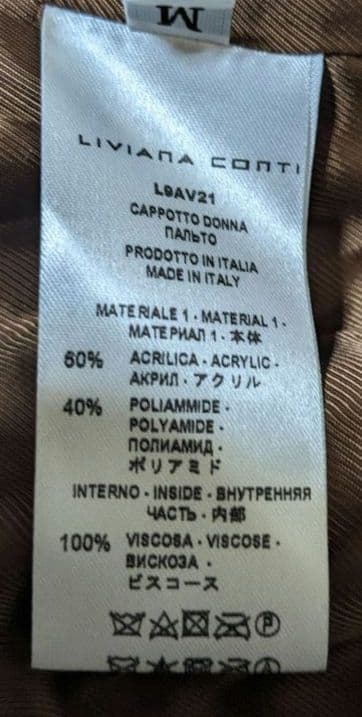 M
LIVIANA CONTI
L9AV21
CAPPOTTO DONNA
ПАЛЬТО
PRODOTTO IN ITALIA
MADE IN ITALY
MATERIALE 1 - MATERIAL 1 -
МАТЕРИАЛ 1 - 本体
60% ACRILICA - ACRYLIC -
АКРИЛ - アクリル
40% POLIAMMIDE -
POLYAMIDE -
ПОЛИАМИД -
ポリアミド
INTERNO - INSIDE - ВНУТРЕННЯЯ
ЧАСТЬ - 内部
100% VISCOSA - VISCOSE -
ВИСКОЗА -
ビスコース
P